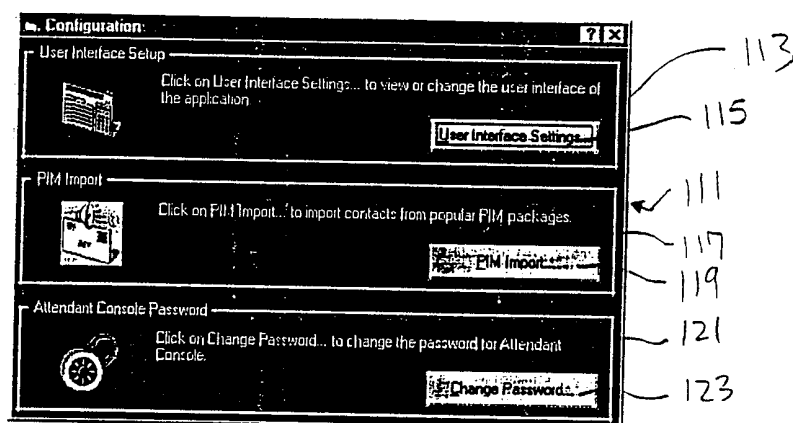 Configuration
? X
User Interface Setup
113
Click on User Interface Settings... to view or change the user interface of
the application
115
User Interface Settings...
PIM Import
111
Click on PIM Import... to import contacts from popular PIM packages.
117
PIM Import...
119
Attendant Console Password
121
Click on Change Password... to change the password for Attendant
Console.
Change Password...
123